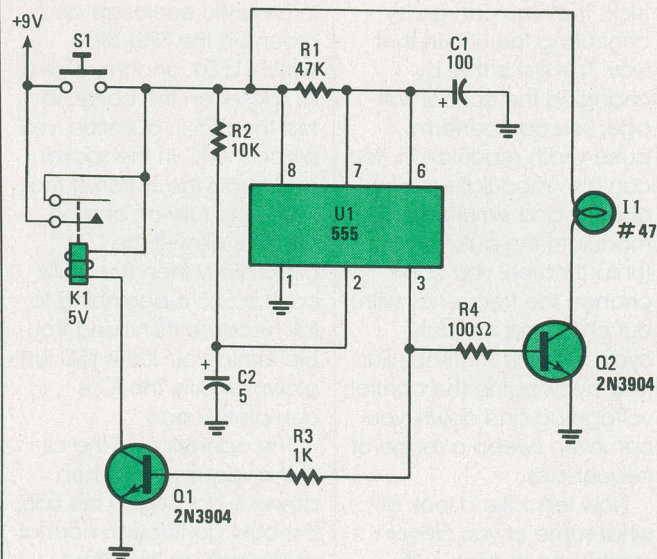 +9V
S1
R1
47K
C1
100
+
R2
10K
8
7
6
U1
555
I1
#47
1
2
3
K1
5V
R4
100Ω
Q2
2N3904
+
C2
5
R3
1K
Q1
2N3904